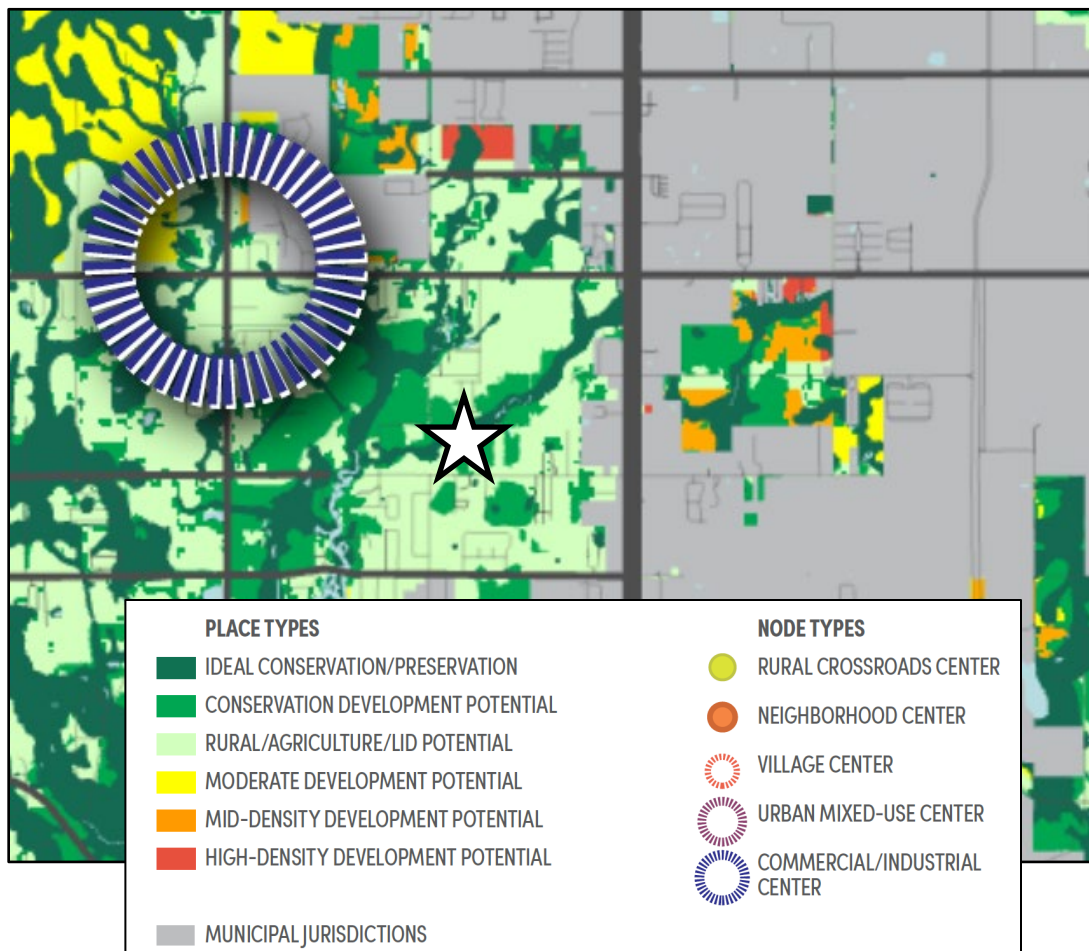 PLACE TYPES
IDEAL CONSERVATION/PRESERVATION
CONSERVATION DEVELOPMENT POTENTIAL
RURAL/AGRICULTURE/LID POTENTIAL
MODERATE DEVELOPMENT POTENTIAL
MID-DENSITY DEVELOPMENT POTENTIAL
HIGH-DENSITY DEVELOPMENT POTENTIAL
MUNICIPAL JURISDICTIONS
NODE TYPES
RURAL CROSSROADS CENTER
NEIGHBORHOOD CENTER
VILLAGE CENTER
URBAN MIXED-USE CENTER
COMMERCIAL/INDUSTRIAL
CENTER